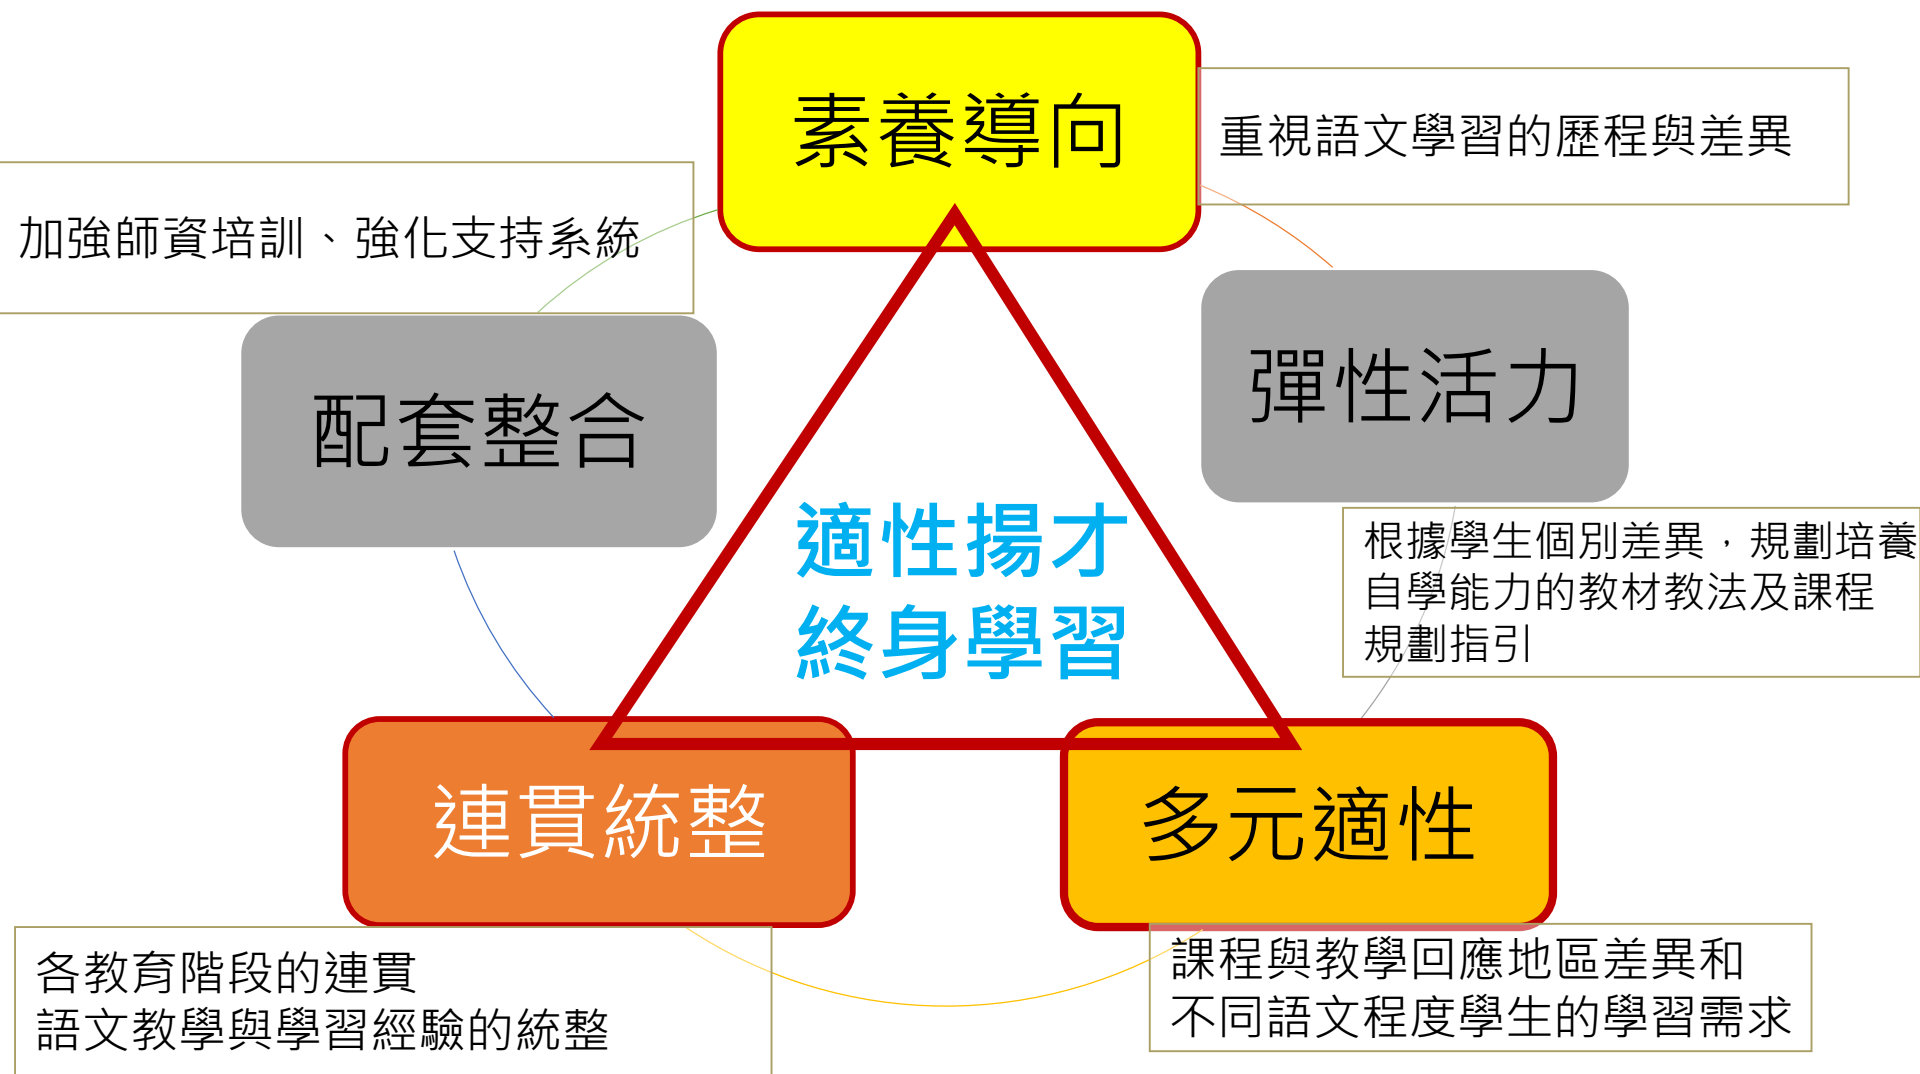 素養導向
重視語文學習的歷程與差異
加強師資培訓、強化支持系統
配套整合
彈性活力
適性揚才
終身學習
根據學生個別差異，規劃培養
自學能力的教材教法及課程
規劃指引
連貫統整
多元適性
各教育階段的連貫
語文教學與學習經驗的統整
課程與教學回應地區差異和
不同語文程度學生的學習需求